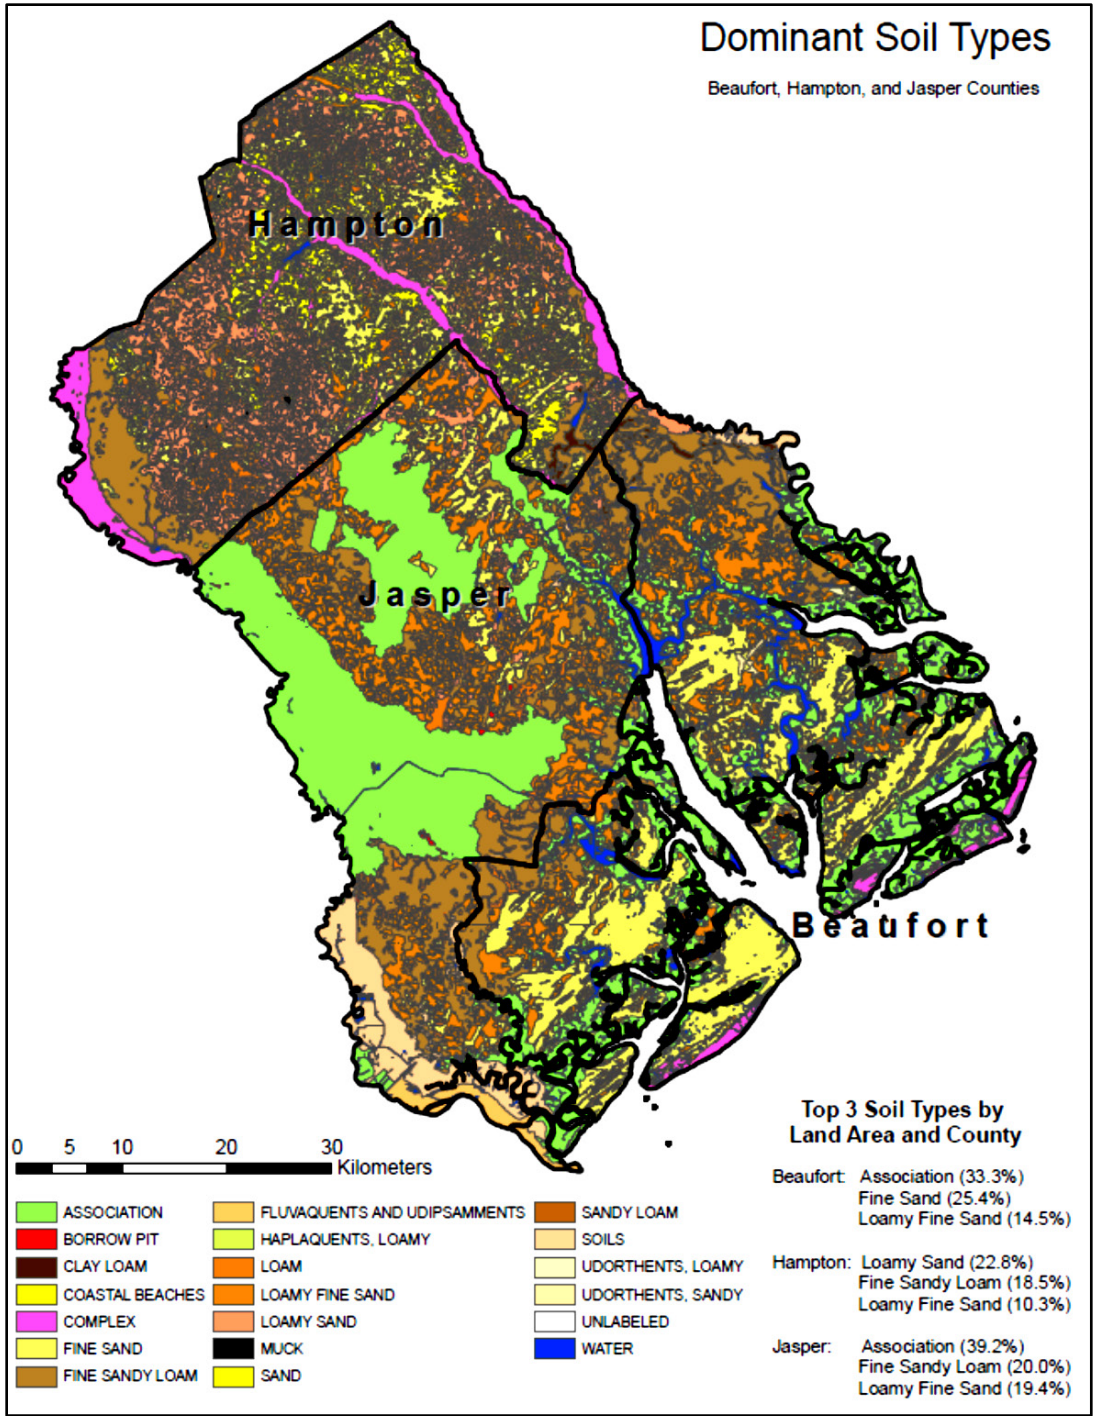 Dominant Soil Types
Beaufort, Hampton, and Jasper Counties
Hampton
Jasper
Beaufort
Top 3 Soil Types by
Land Area and County
Beaufort: Association (33.3%)
Fine Sand (25.4%)
Loamy Fine Sand (14.5%)
Hampton: Loamy Sand (22.8%)
Fine Sandy Loam (18.5%)
Loamy Fine Sand (10.3%)
Jasper: Association (39.2%)
Fine Sandy Loam (20.0%)
Loamy Fine Sand (19.4%)
0 5 10 20 30
Kilometers
ASSOCIATION
BORROW PIT
CLAY LOAM
COASTAL BEACHES
COMPLEX
FINE SAND
FINE SANDY LOAM
FLUVAQUENTS AND UDIPSAMMENTS
HAPLAQUENTS, LOAMY
LOAM
LOAMY FINE SAND
LOAMY SAND
MUCK
SAND
SANDY LOAM
SOILS
UDORTHENTS, LOAMY
UDORTHENTS, SANDY
UNLABELED
WATER